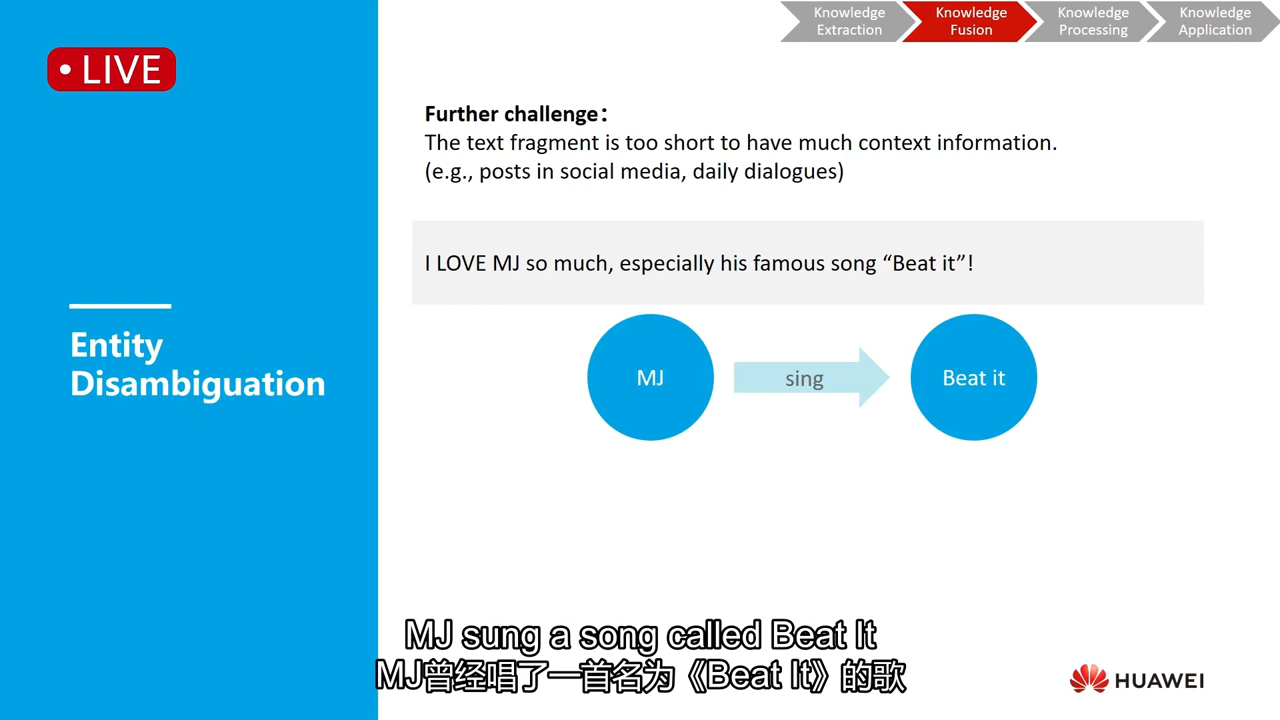 Knowledge Extraction
Knowledge Fusion
Knowledge Processing
Knowledge Application
• LIVE
Further challenge：
The text fragment is too short to have much context information.
(e.g., posts in social media, daily dialogues)
I LOVE MJ so much, especially his famous song “Beat it”!
Entity
Disambiguation
MJ
sing
Beat it
MJ sung a song called Beat It
MJ曾经唱了一首名为《Beat It》的歌
HUAWEI